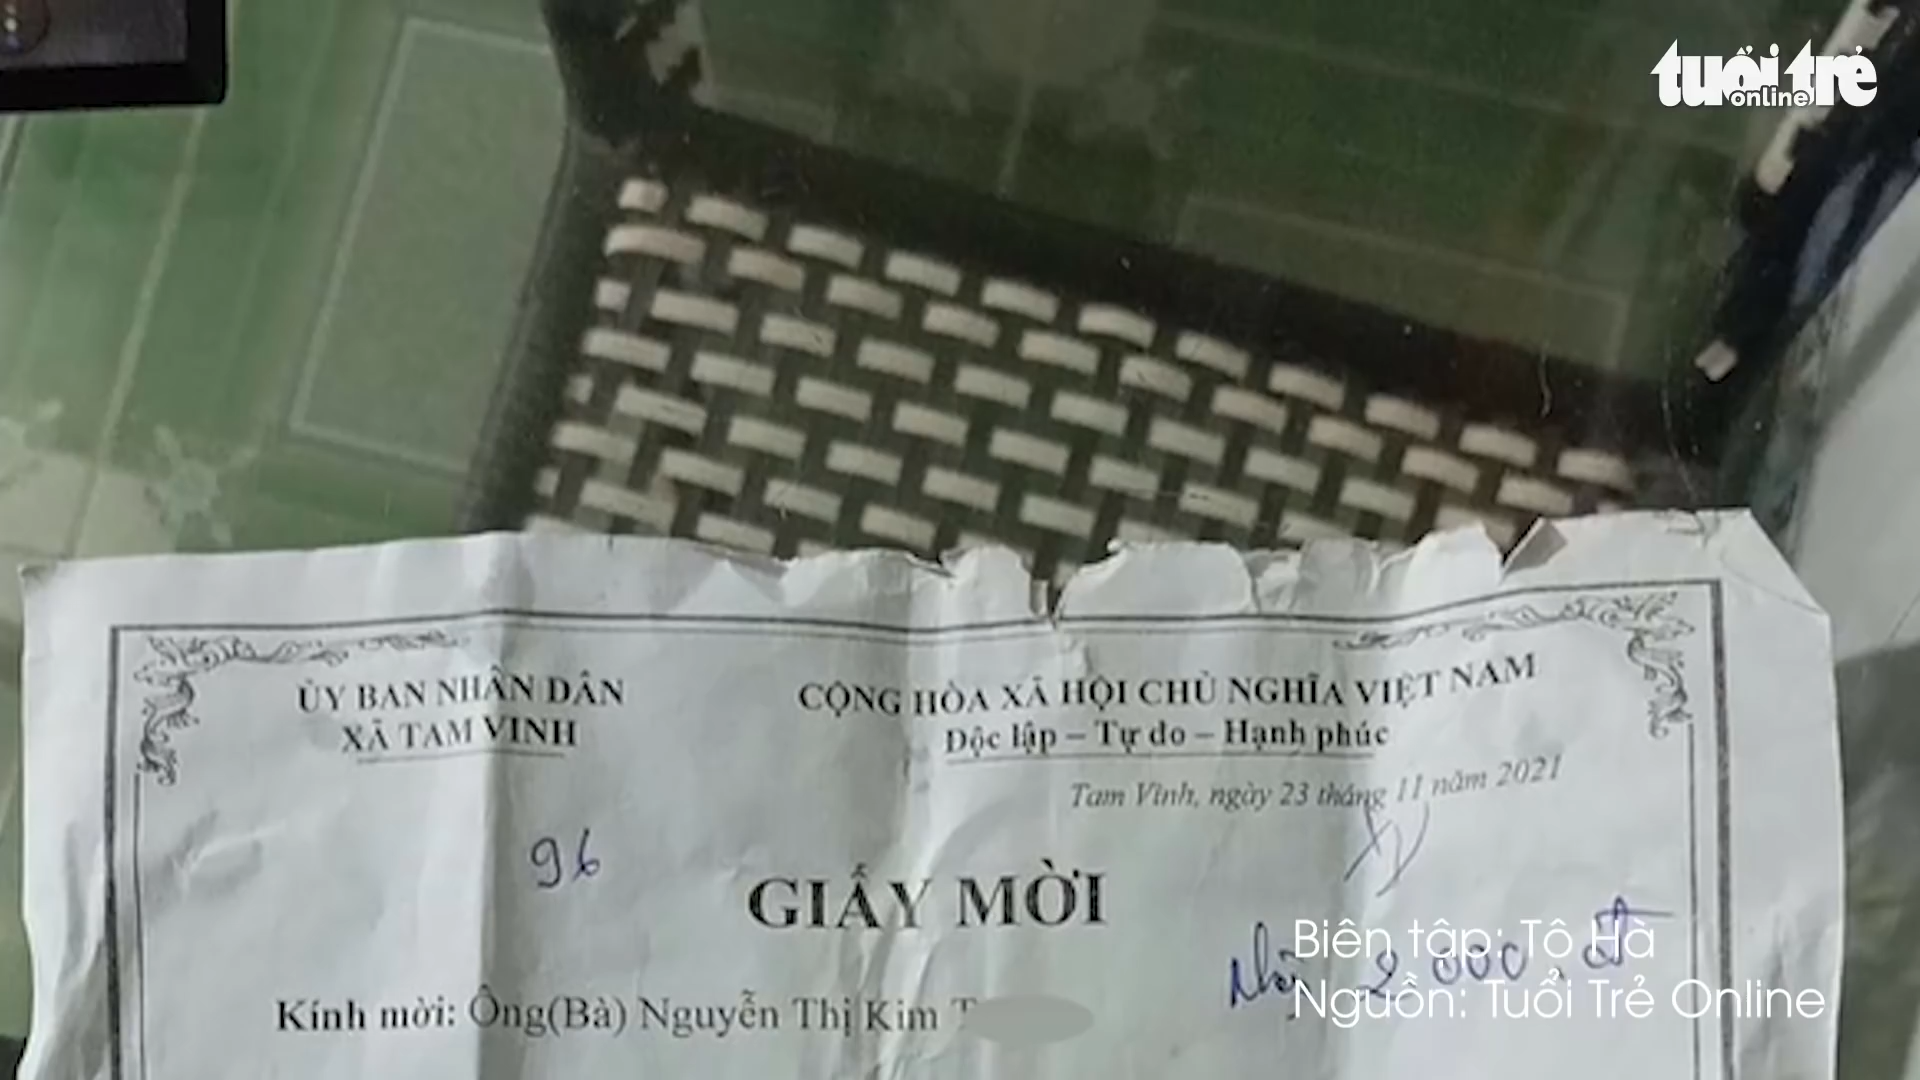 tuổi trẻ
online
ỦY BAN NHÂN DÂN
XÃ TAM VINH
CỘNG HÒA XÃ HỘI CHỦ NGHĨA VIỆT NAM
Độc lập – Tự do – Hạnh phúc
Tam Vinh, ngày 23 tháng 11 năm 2021
96
GIẤY MỜI
Kính mời: Ông(Bà) Nguyễn Thị Kim T
Biên tập: Tô Hà
Nguồn: Tuổi Trẻ Online